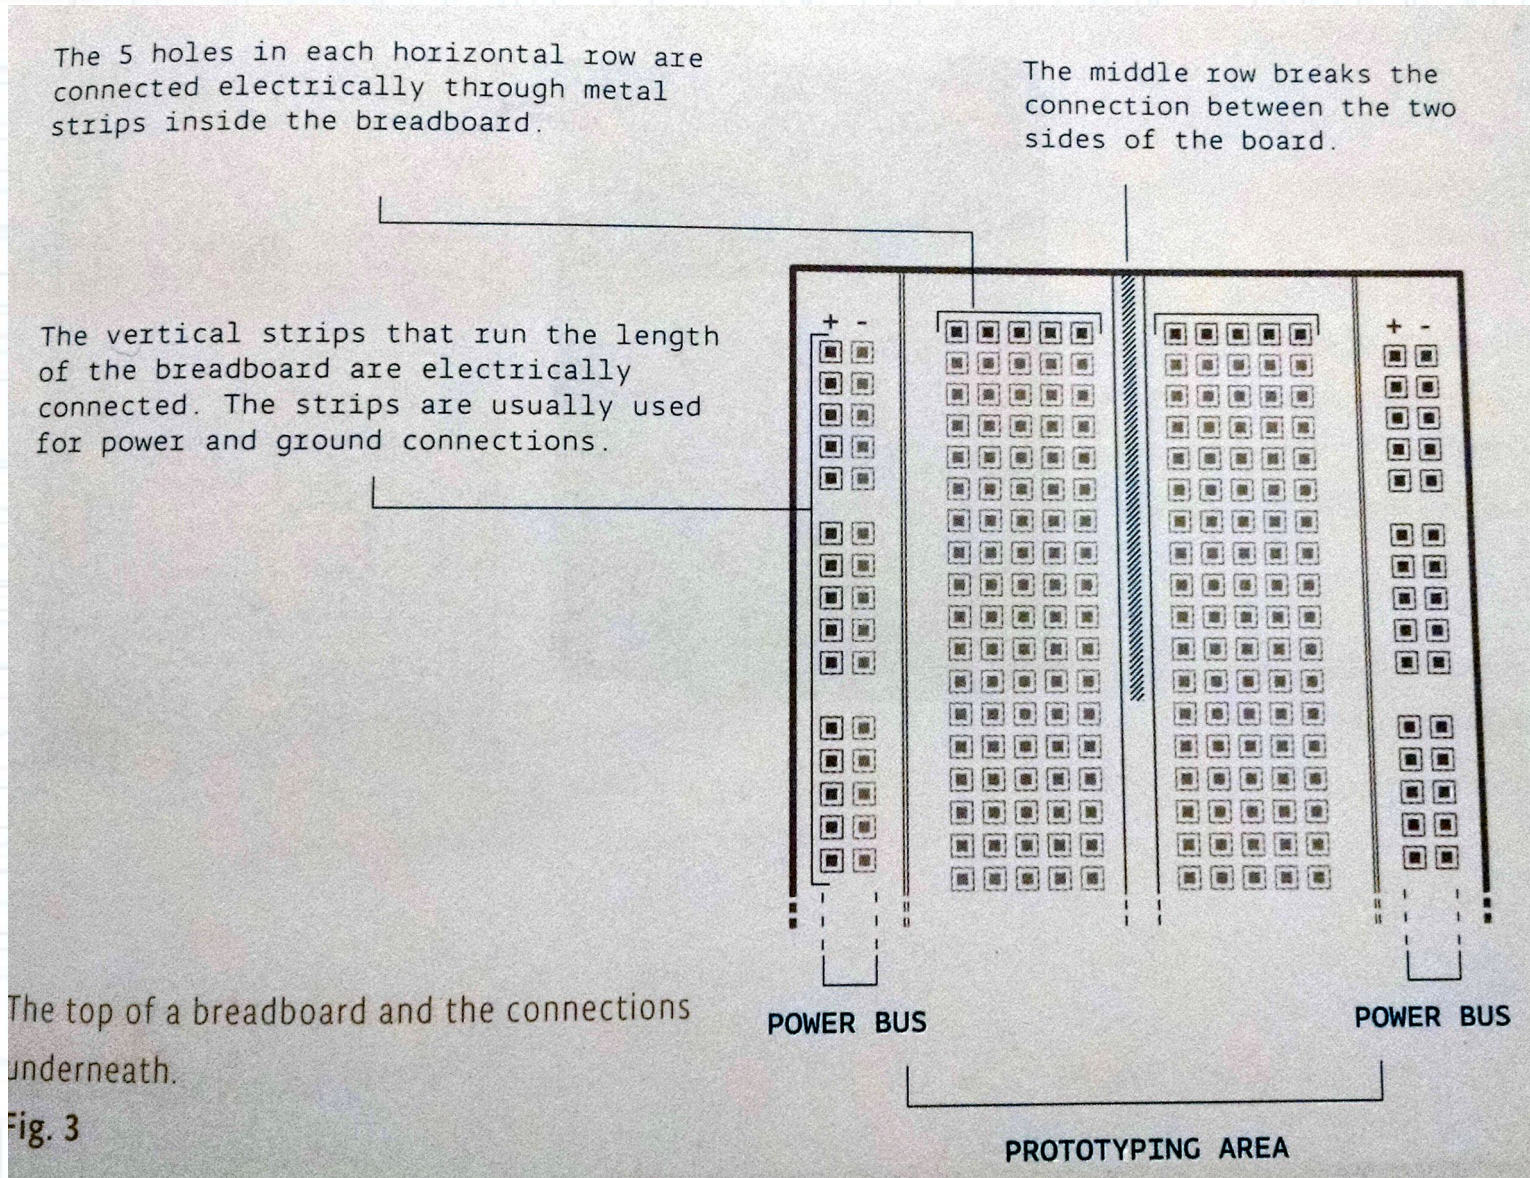 The 5 holes in each horizontal row are
connected electrically through metal
strips inside the breadboard.
The middle row breaks the
connection between the two
sides of the board.
The vertical strips that run the length
of the breadboard are electrically
connected. The strips are usually used
for power and ground connections.
+ -
+ -
POWER BUS
POWER BUS
PROTOTYPING AREA
The top of a breadboard and the connections
underneath.
Fig. 3